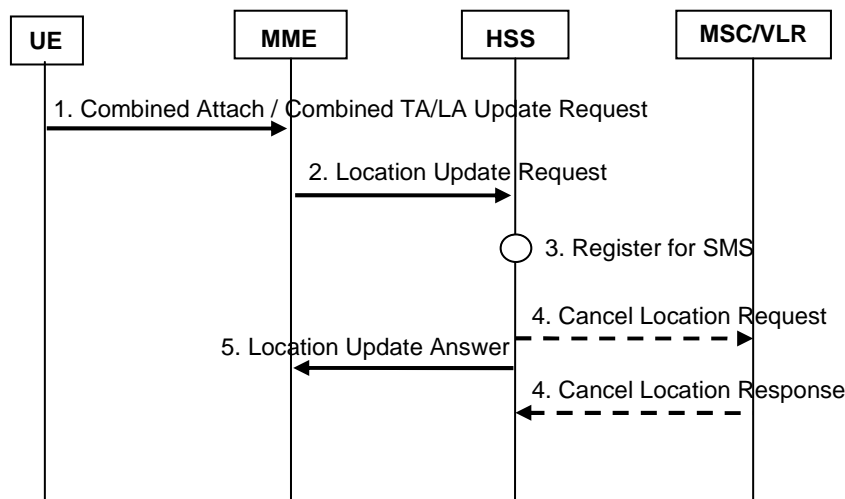 UE
MME
HSS
MSC/VLR
1. Combined Attach / Combined TA/LA Update Request
2. Location Update Request
3. Register for SMS
4. Cancel Location Request
5. Location Update Answer
4. Cancel Location Response